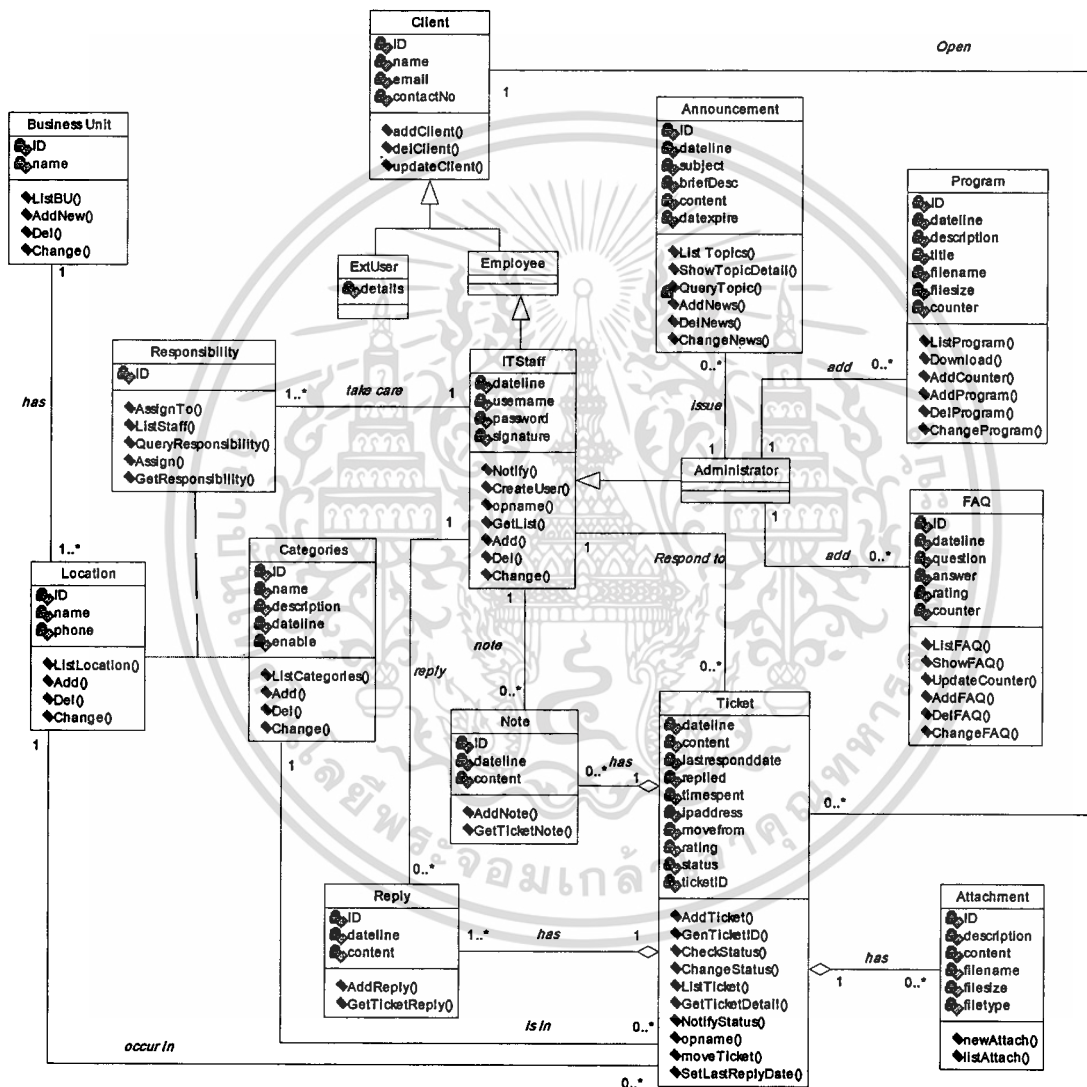 Client
ID
name
email
contactNo
addClient()
delClient()
updateClient()
Open
1
Business Unit
ID
name
ListBU()
AddNew()
Del()
Change()
1
has
1..*
Announcement
ID
dateline
subject
briefDesc
content
datexpire
List Topics()
ShowTopicDetail()
QueryTopic()
AddNews()
DelNews()
ChangeNews()
0..*
issue
1
Program
ID
dateline
description
title
filename
filesize
counter
ListProgram()
Download()
AddCounter()
AddProgram()
DelProgram()
ChangeProgram()
add
0..*
1
ExtUser
details
Employee
Responsibility
ID
AssignTo()
ListStaff()
QueryResponsibility()
Assign()
GetResponsibility()
1..*
take care
1
ITStaff
dateline
username
password
signature
Notify()
CreateUser()
opname()
GetList()
Add()
Del()
Change()
Administrator
1
add
0..*
FAQ
ID
dateline
question
answer
rating
counter
ListFAQ()
ShowFAQ()
UpdateCounter()
AddFAQ()
DelFAQ()
ChangeFAQ()
1
Respond to
0..*
1
reply
0..*
1
note
0..*
Location
ID
name
phone
ListLocation()
Add()
Del()
Change()
1
Categories
ID
name
description
dateline
enable
ListCategories()
Add()
Del()
Change()
1
Note
ID
dateline
content
AddNote()
GetTicketNote()
0..*
has
1
Ticket
dateline
content
lastresponddate
replied
timespent
ipaddress
movefrom
rating
status
ticketID
AddTicket()
GenTicketID()
CheckStatus()
ChangeStatus()
ListTicket()
GetTicketDetail()
NotifyStatus()
opname()
moveTicket()
SetLastReplyDate()
0..*
Reply
ID
dateline
content
AddReply()
GetTicketReply()
1..*
has
1
Attachment
ID
description
content
filename
filesize
filetype
newAttach()
listAttach()
has
1
0..*
is in
0..*
occur in
0..*